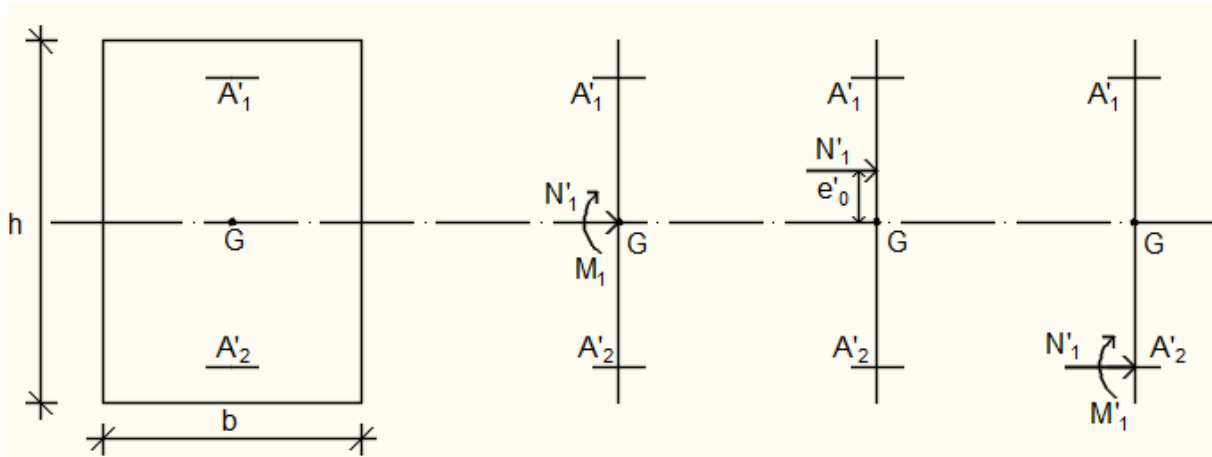 A'₁ A'₁ A'₁ A'₁
N'₁
e'₀
N'₁
h
G G G G
M₁
A'₂ A'₂ A'₂ N'₁ A'₂
M'₁
b